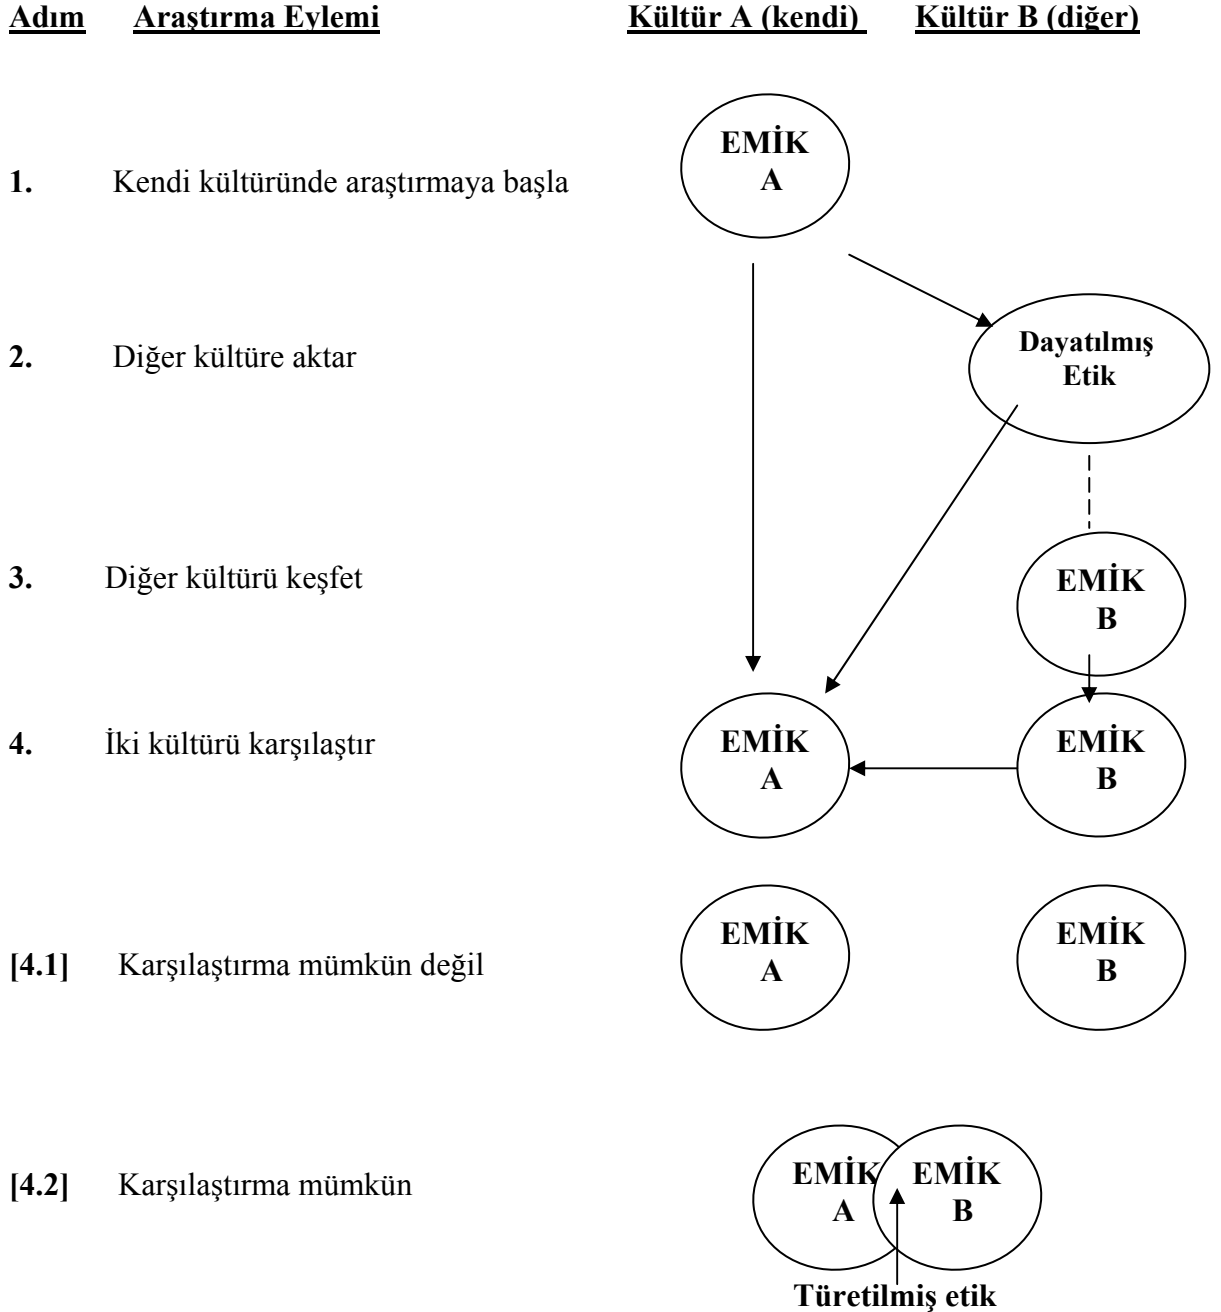 Adım Araştırma Eylemi Kültür A (kendi) Kültür B (diğer)
EMİK
A
1. Kendi kültüründe araştırmaya başla
Dayatılmış
Etik
2. Diğer kültüre aktar
EMİK
B
3. Diğer kültürü keşfet
EMİK EMİK
A B
4. İki kültürü karşılaştır
EMİK EMİK
A B
[4.1] Karşılaştırma mümkün değil
EMİK EMİK
A B
[4.2] Karşılaştırma mümkün
Türetilmiş etik